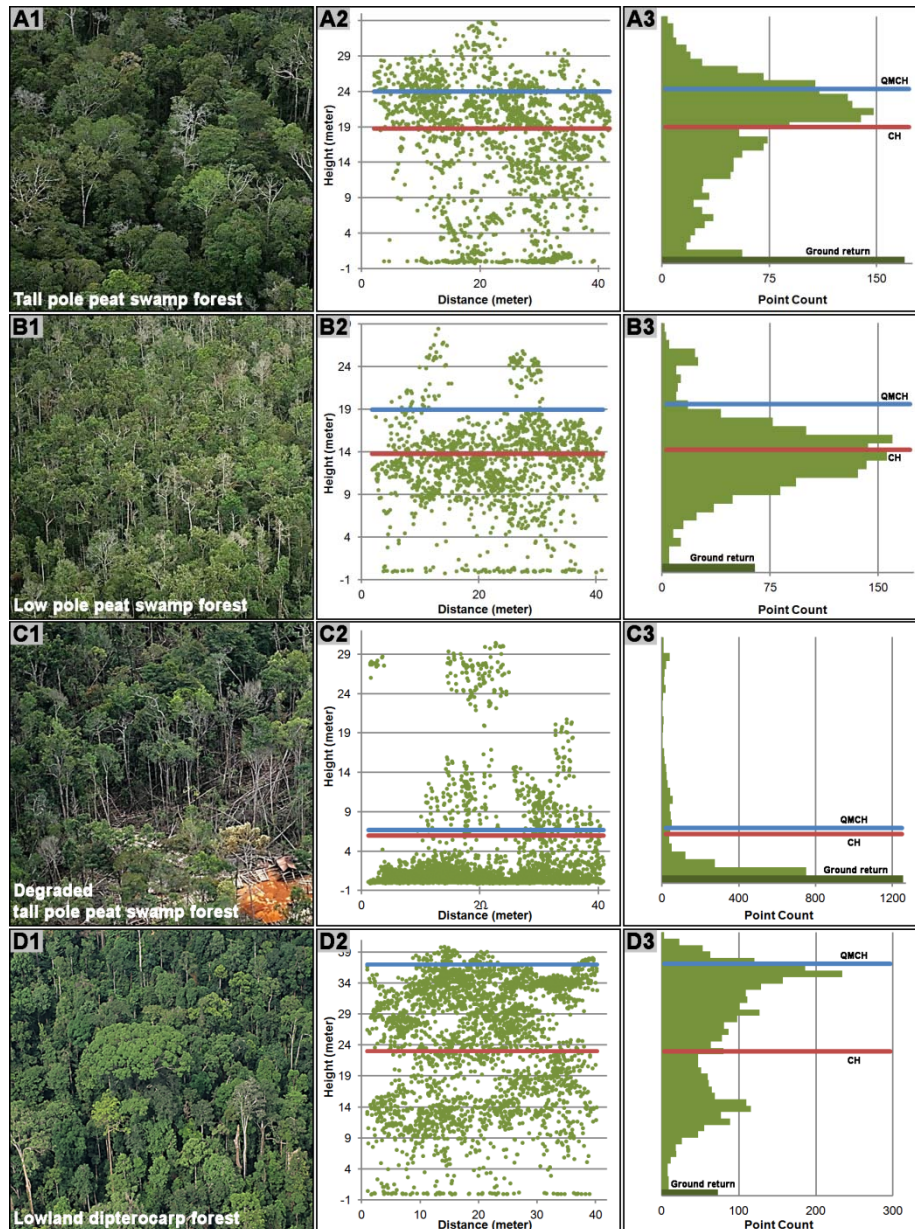 A1
Tall pole peat swamp forest
A2
Height (meter)
29
24
19
14
9
4
-1
0
20
40
Distance (meter)
A3
QMCH
CH
Ground return
0
75
150
Point Count
B1
Low pole peat swamp forest
B2
Height (meter)
24
19
14
9
4
-1
0
20
40
Distance (meter)
B3
QMCH
CH
Ground return
0
75
150
Point Count
C1
Degraded
tall pole peat swamp forest
C2
Height (meter)
29
24
19
14
9
4
-1
0
20
40
Distance (meter)
C3
QMCH
CH
Ground return
0
400
800
1200
Point Count
D1
Lowland dipterocarp forest
D2
Height (meter)
39
34
29
24
19
14
9
4
-1
0
10
20
30
40
Distance (meter)
D3
QMCH
CH
Ground return
0
100
200
300
Point Count